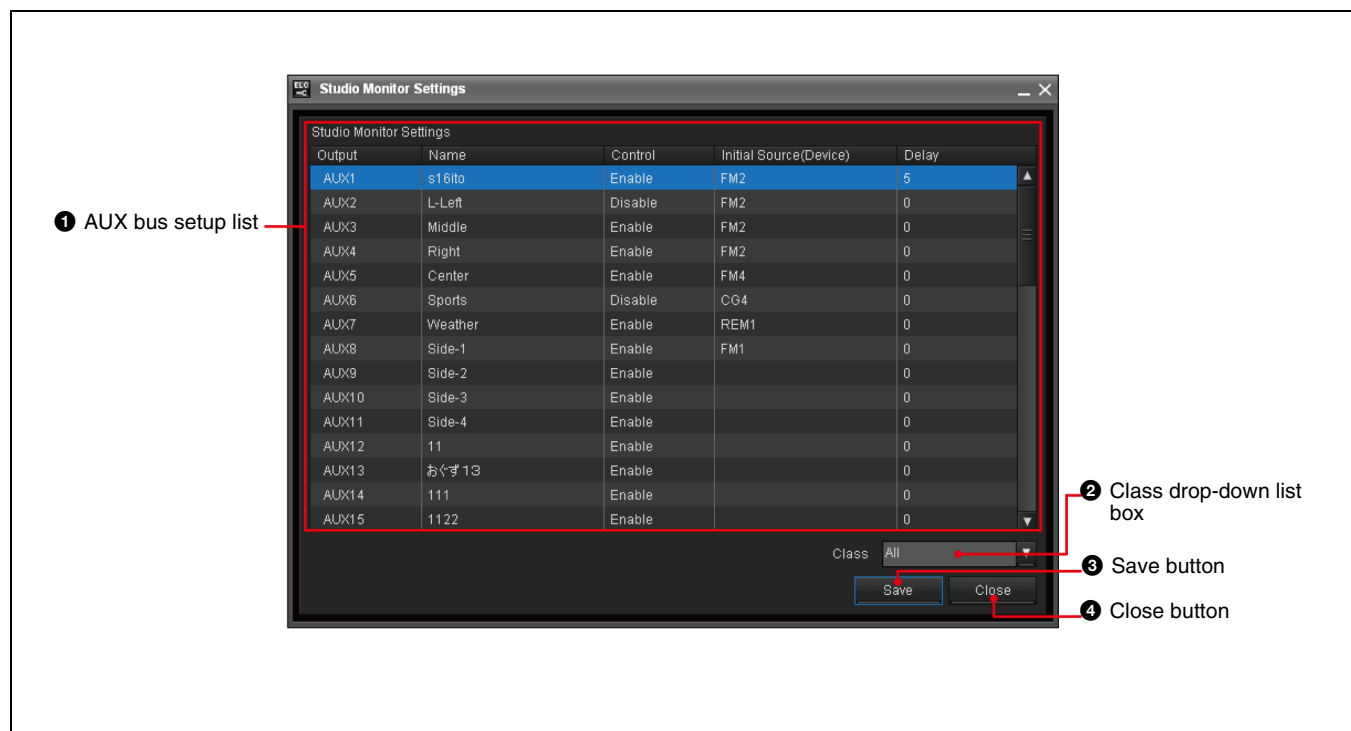 ELC Studio Monitor Settings
Studio Monitor Settings
Output Name Control Initial Source(Device) Delay
AUX1 s16ito Enable FM2 5
AUX2 L-Left Disable FM2 0
AUX3 Middle Enable FM2 0
AUX4 Right Enable FM2 0
AUX5 Center Enable FM4 0
AUX6 Sports Disable CG4 0
AUX7 Weather Enable REM1 0
AUX8 Side-1 Enable FM1 0
AUX9 Side-2 Enable 0
AUX10 Side-3 Enable 0
AUX11 Side-4 Enable 0
AUX12 11 Enable 0
AUX13 おぐず13 Enable 0
AUX14 111 Enable 0
AUX15 1122 Enable 0
Class All
Save Close
❶ AUX bus setup list
❷ Class drop-down list
box
❸ Save button
❹ Close button